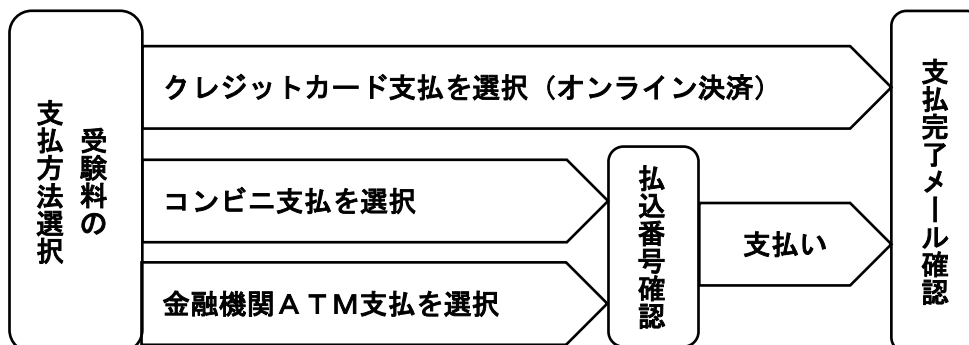 受験料の
支払方法選択
クレジットカード支払を選択（オンライン決済）
コンビニ支払を選択
金融機関ＡＴＭ支払を選択
払込番号確認
支払い
支払完了メール確認